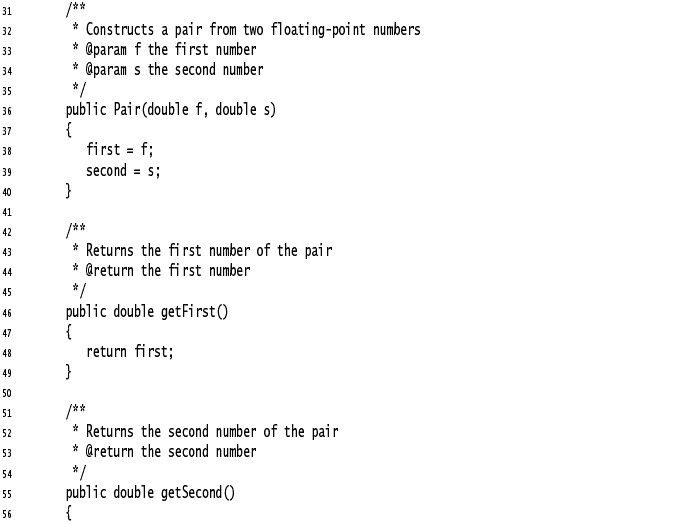 31 /**
32 * Constructs a pair from two floating-point numbers
33 * @param f the first number
34 * @param s the second number
35 */
36 public Pair(double f, double s)
37 {
38 first = f;
39 second = s;
40 }
41
42 /**
43 * Returns the first number of the pair
44 * @return the first number
45 */
46 public double getFirst()
47 {
48 return first;
49 }
50
51 /**
52 * Returns the second number of the pair
53 * @return the second number
54 */
55 public double getSecond()
56 {